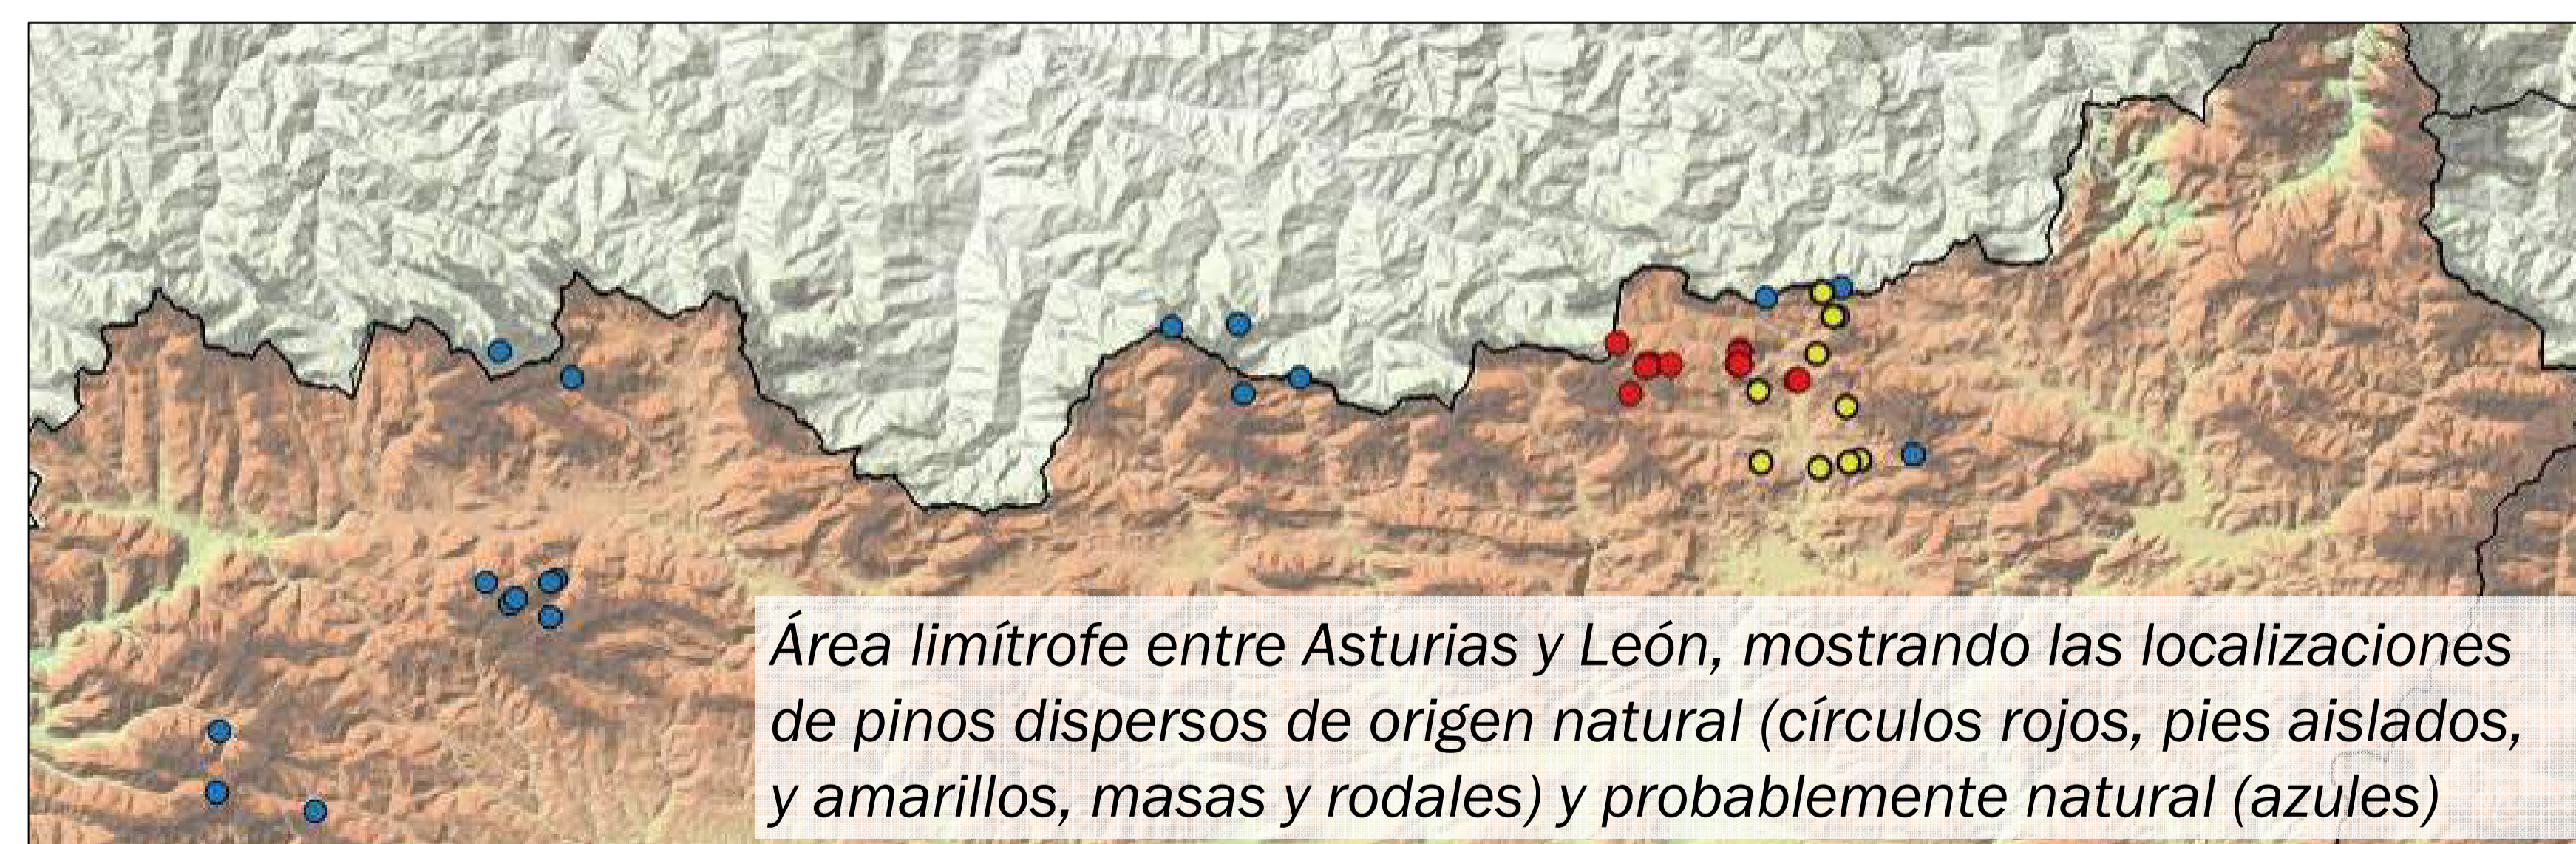 Área limítrofe entre Asturias y León, mostrando las localizaciones
de pinos dispersos de origen natural (círculos rojos, pies aislados,
y amarillos, masas y rodales) y probablemente natural (azules)